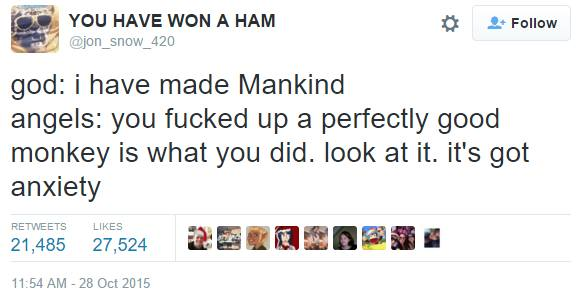 YOU HAVE WON A HAM
@jon_snow_420
Follow
god: i have made Mankind
angels: you fucked up a perfectly good
monkey is what you did. look at it. it's got
anxiety
RETWEETS LIKES
21,485 27,524
11:54 AM - 28 Oct 2015